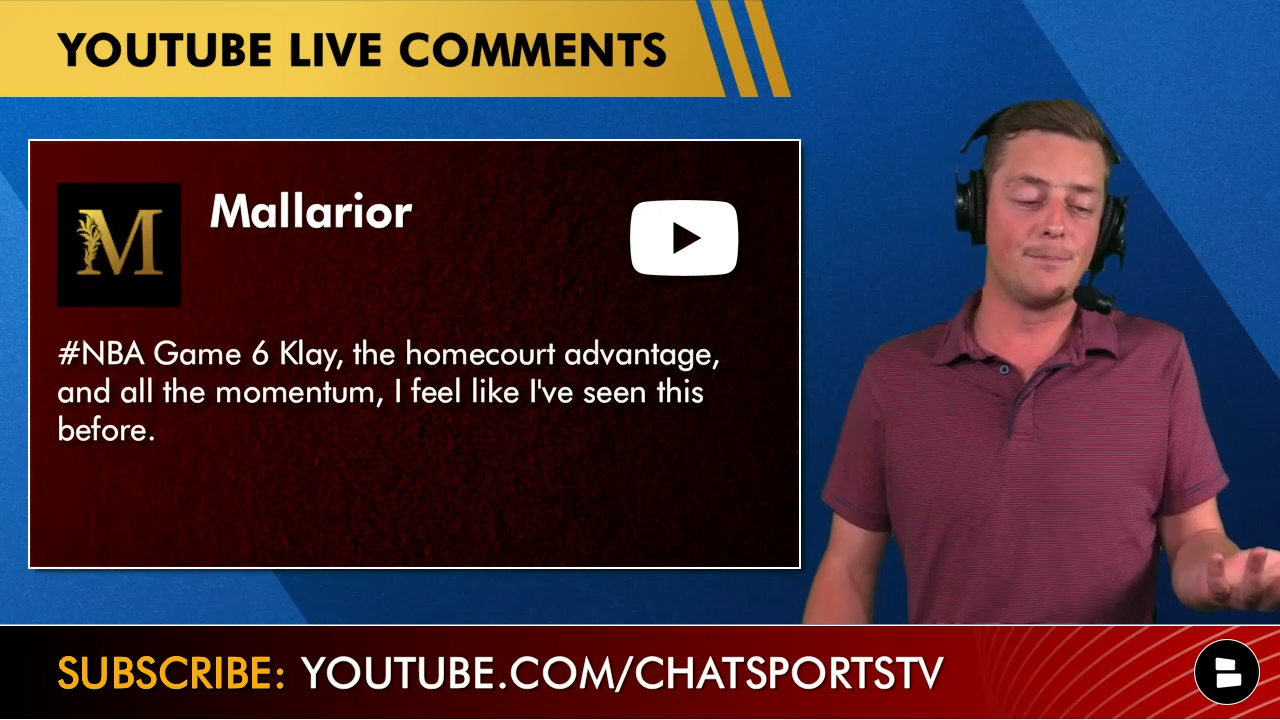 YOUTUBE LIVE COMMENTS
M
Mallarior
#NBA Game 6 Klay, the homecourt advantage,
and all the momentum, I feel like I've seen this
before.
SUBSCRIBE: YOUTUBE.COM/CHATSPORTSTV